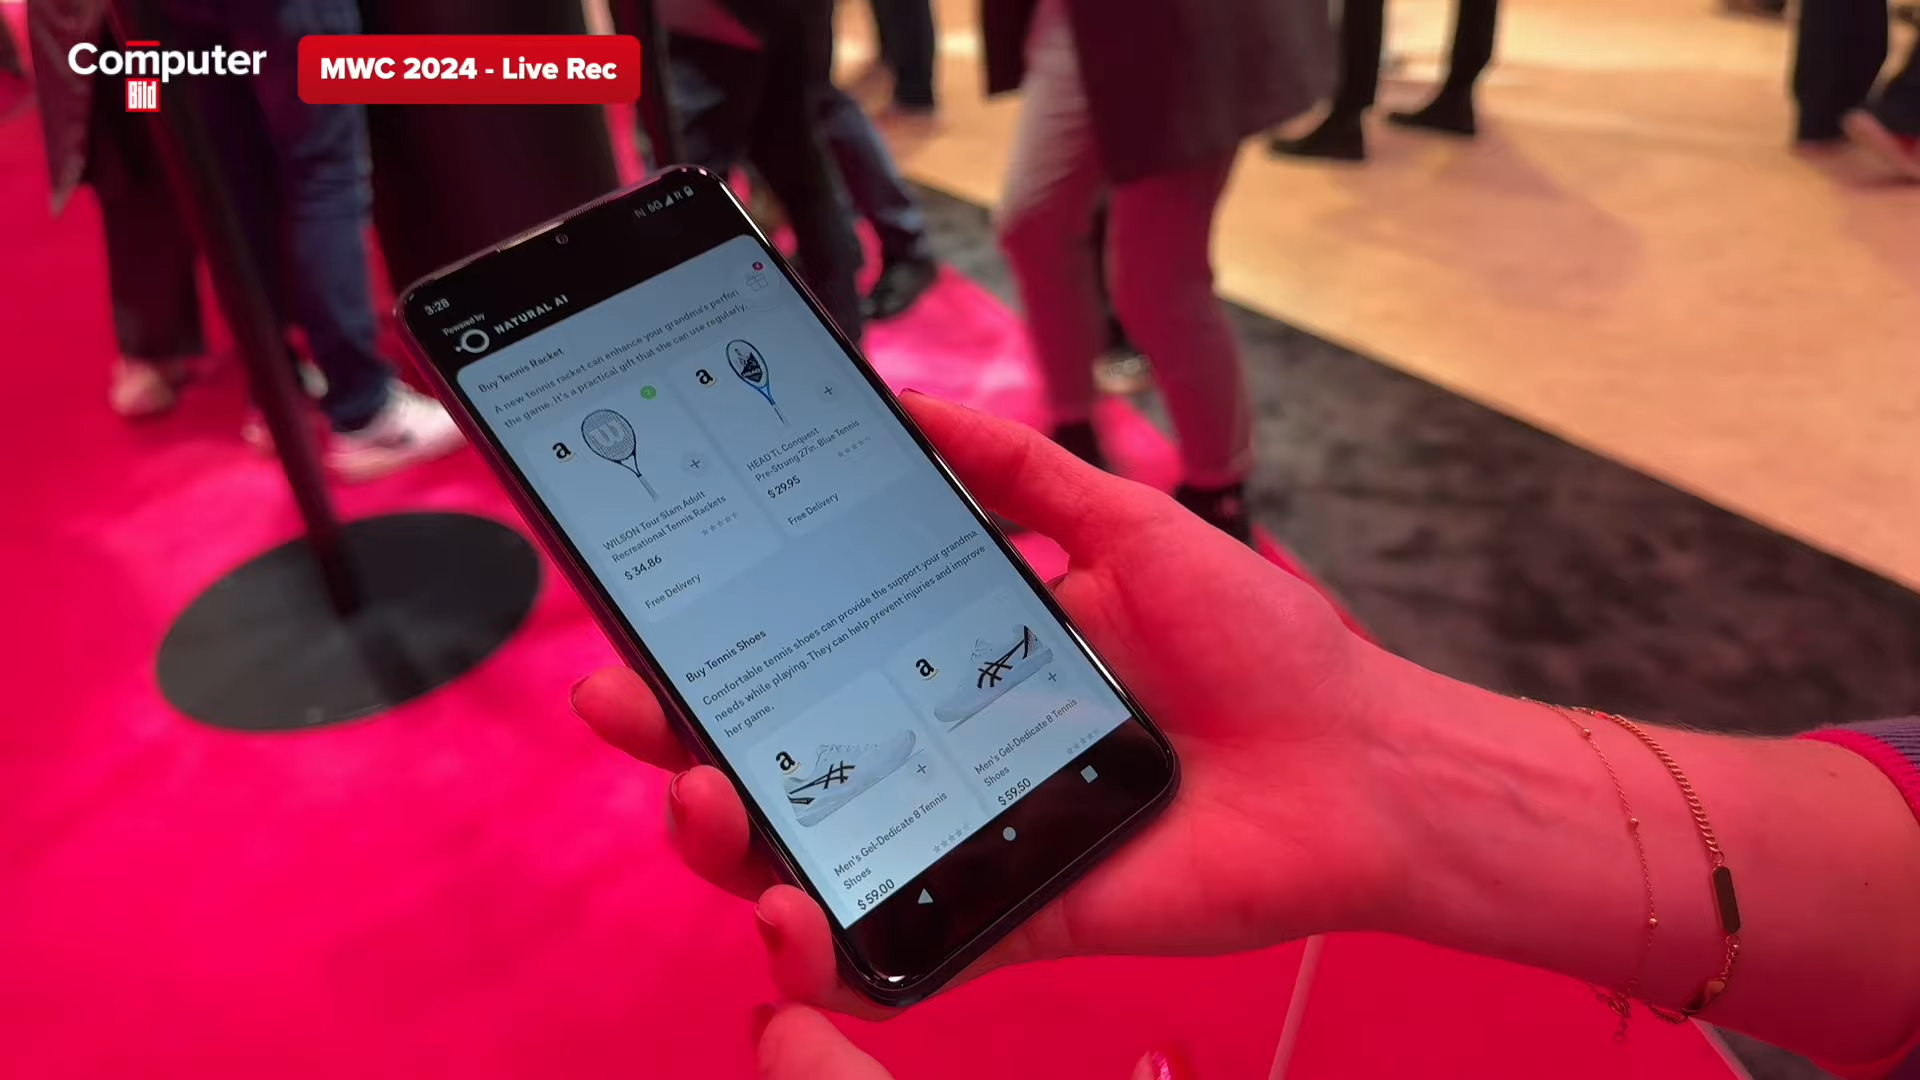 Computer
Bild
MWC 2024 - Live Rec
N 5G R
3:28
Powered by
NATURAL AI
Buy Tennis Racket
A new tennis racket can enhance your grandma's perfor
the game. It's a practical gift that she can use regularly.
a
a
W
+
+
WILSON Tour Slam Adult
Recreational Tennis Rackets
$34.86
Free Delivery
HEAD TL Conquest
Pre-Strung 27in. Blue Tennis
$29.95
Free Delivery
Buy Tennis Shoes
Comfortable tennis shoes can provide the support your grandma
needs while playing. They can help prevent injuries and improve
her game.
a
a
+
+
Men's Gel-Dedicate 8 Tennis
Shoes
$59.00
Men's Gel-Dedicate 8 Tennis
Shoes
$59.50